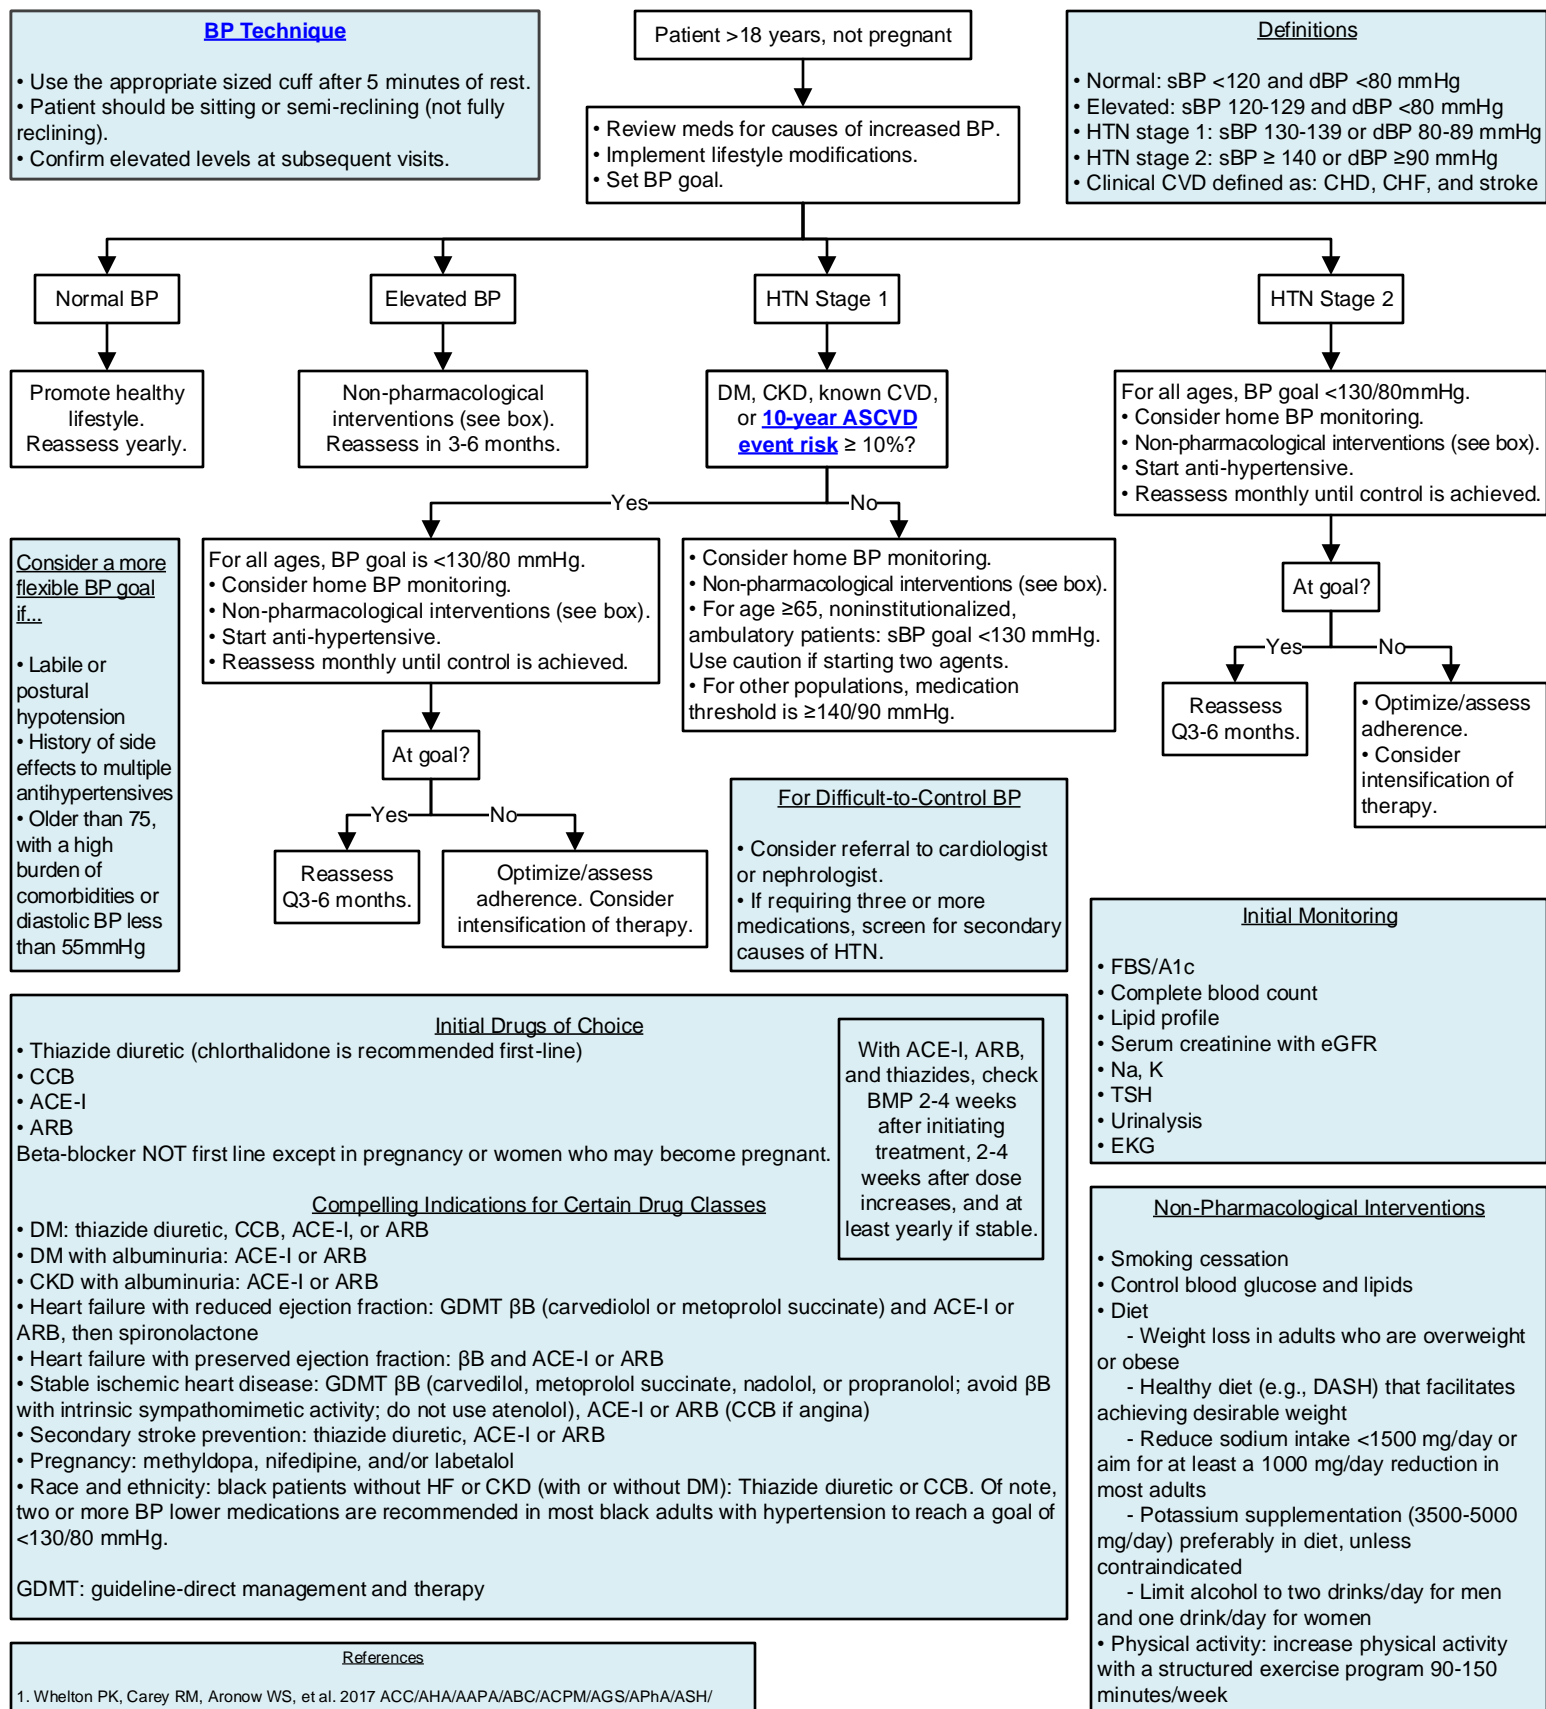 BP Technique
• Use the appropriate sized cuff after 5 minutes of rest.
• Patient should be sitting or semi-reclining (not fully
reclining).
• Confirm elevated levels at subsequent visits.
Patient >18 years, not pregnant
• Review meds for causes of increased BP.
• Implement lifestyle modifications.
• Set BP goal.
Definitions
• Normal: sBP <120 and dBP <80 mmHg
• Elevated: sBP 120-129 and dBP <80 mmHg
• HTN stage 1: sBP 130-139 or dBP 80-89 mmHg
• HTN stage 2: sBP ≥ 140 or dBP ≥90 mmHg
• Clinical CVD defined as: CHD, CHF, and stroke
Normal BP
Elevated BP
HTN Stage 1
HTN Stage 2
Promote healthy
lifestyle.
Reassess yearly.
Non-pharmacological
interventions (see box).
Reassess in 3-6 months.
DM, CKD, known CVD,
or 10-year ASCVD
event risk ≥ 10%?
For all ages, BP goal <130/80mmHg.
• Consider home BP monitoring.
• Non-pharmacological interventions (see box).
• Start anti-hypertensive.
• Reassess monthly until control is achieved.
Yes
No
Consider a more
flexible BP goal
if...
• Labile or
postural
hypotension
• History of side
effects to multiple
antihypertensives
• Older than 75,
with a high
burden of
comorbidities or
diastolic BP less
than 55mmHg
For all ages, BP goal is <130/80 mmHg.
• Consider home BP monitoring.
• Non-pharmacological interventions (see box).
• Start anti-hypertensive.
• Reassess monthly until control is achieved.
• Consider home BP monitoring.
• Non-pharmacological interventions (see box).
• For age ≥65, noninstitutionalized,
ambulatory patients: sBP goal <130 mmHg.
Use caution if starting two agents.
• For other populations, medication
threshold is ≥140/90 mmHg.
At goal?
Yes
No
Reassess
Q3-6 months.
• Optimize/assess
adherence.
• Consider
intensification of
therapy.
At goal?
Yes
No
Reassess
Q3-6 months.
Optimize/assess
adherence. Consider
intensification of therapy.
For Difficult-to-Control BP
• Consider referral to cardiologist
or nephrologist.
• If requiring three or more
medications, screen for secondary
causes of HTN.
Initial Monitoring
• FBS/A1c
• Complete blood count
• Lipid profile
• Serum creatinine with eGFR
• Na, K
• TSH
• Urinalysis
• EKG
Initial Drugs of Choice
• Thiazide diuretic (chlorthalidone is recommended first-line)
• CCB
• ACE-I
• ARB
Beta-blocker NOT first line except in pregnancy or women who may become pregnant.
With ACE-I, ARB,
and thiazides, check
BMP 2-4 weeks
after initiating
treatment, 2-4
weeks after dose
increases, and at
least yearly if stable.
Compelling Indications for Certain Drug Classes
• DM: thiazide diuretic, CCB, ACE-I, or ARB
• DM with albuminuria: ACE-I or ARB
• CKD with albuminuria: ACE-I or ARB
• Heart failure with reduced ejection fraction: GDMT βB (carvediolol or metoprolol succinate) and ACE-I or
ARB, then spironolactone
• Heart failure with preserved ejection fraction: βB and ACE-I or ARB
• Stable ischemic heart disease: GDMT βB (carvedilol, metoprolol succinate, nadolol, or propranolol; avoid βB
with intrinsic sympathomimetic activity; do not use atenolol), ACE-I or ARB (CCB if angina)
• Secondary stroke prevention: thiazide diuretic, ACE-I or ARB
• Pregnancy: methyldopa, nifedipine, and/or labetalol
• Race and ethnicity: black patients without HF or CKD (with or without DM): Thiazide diuretic or CCB. Of note,
two or more BP lower medications are recommended in most black adults with hypertension to reach a goal of
<130/80 mmHg.
GDMT: guideline-direct management and therapy
Non-Pharmacological Interventions
• Smoking cessation
• Control blood glucose and lipids
• Diet
- Weight loss in adults who are overweight
or obese
- Healthy diet (e.g., DASH) that facilitates
achieving desirable weight
- Reduce sodium intake <1500 mg/day or
aim for at least a 1000 mg/day reduction in
most adults
- Potassium supplementation (3500-5000
mg/day) preferably in diet, unless
contraindicated
- Limit alcohol to two drinks/day for men
and one drink/day for women
• Physical activity: increase physical activity
with a structured exercise program 90-150
minutes/week
References
1. Whelton PK, Carey RM, Aronow WS, et al. 2017 ACC/AHA/AAPA/ABC/ACPM/AGS/APhA/ASH/